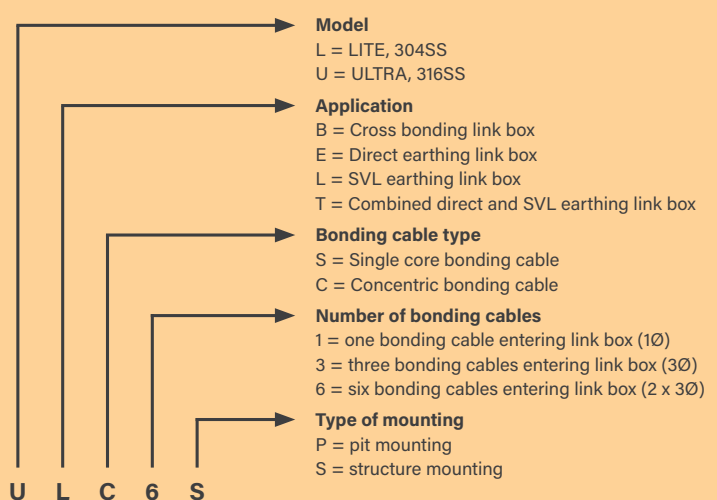 Model
L = LITE, 304SS
U = ULTRA, 316SS
Application
B = Cross bonding link box
E = Direct earthing link box
L = SVL earthing link box
T = Combined direct and SVL earthing link box
Bonding cable type
S = Single core bonding cable
C = Concentric bonding cable
Number of bonding cables
1 = one bonding cable entering link box (1Ø)
3 = three bonding cables entering link box (3Ø)
6 = six bonding cables entering link box (2 x 3Ø)
Type of mounting
P = pit mounting
S = structure mounting
U L C 6 S